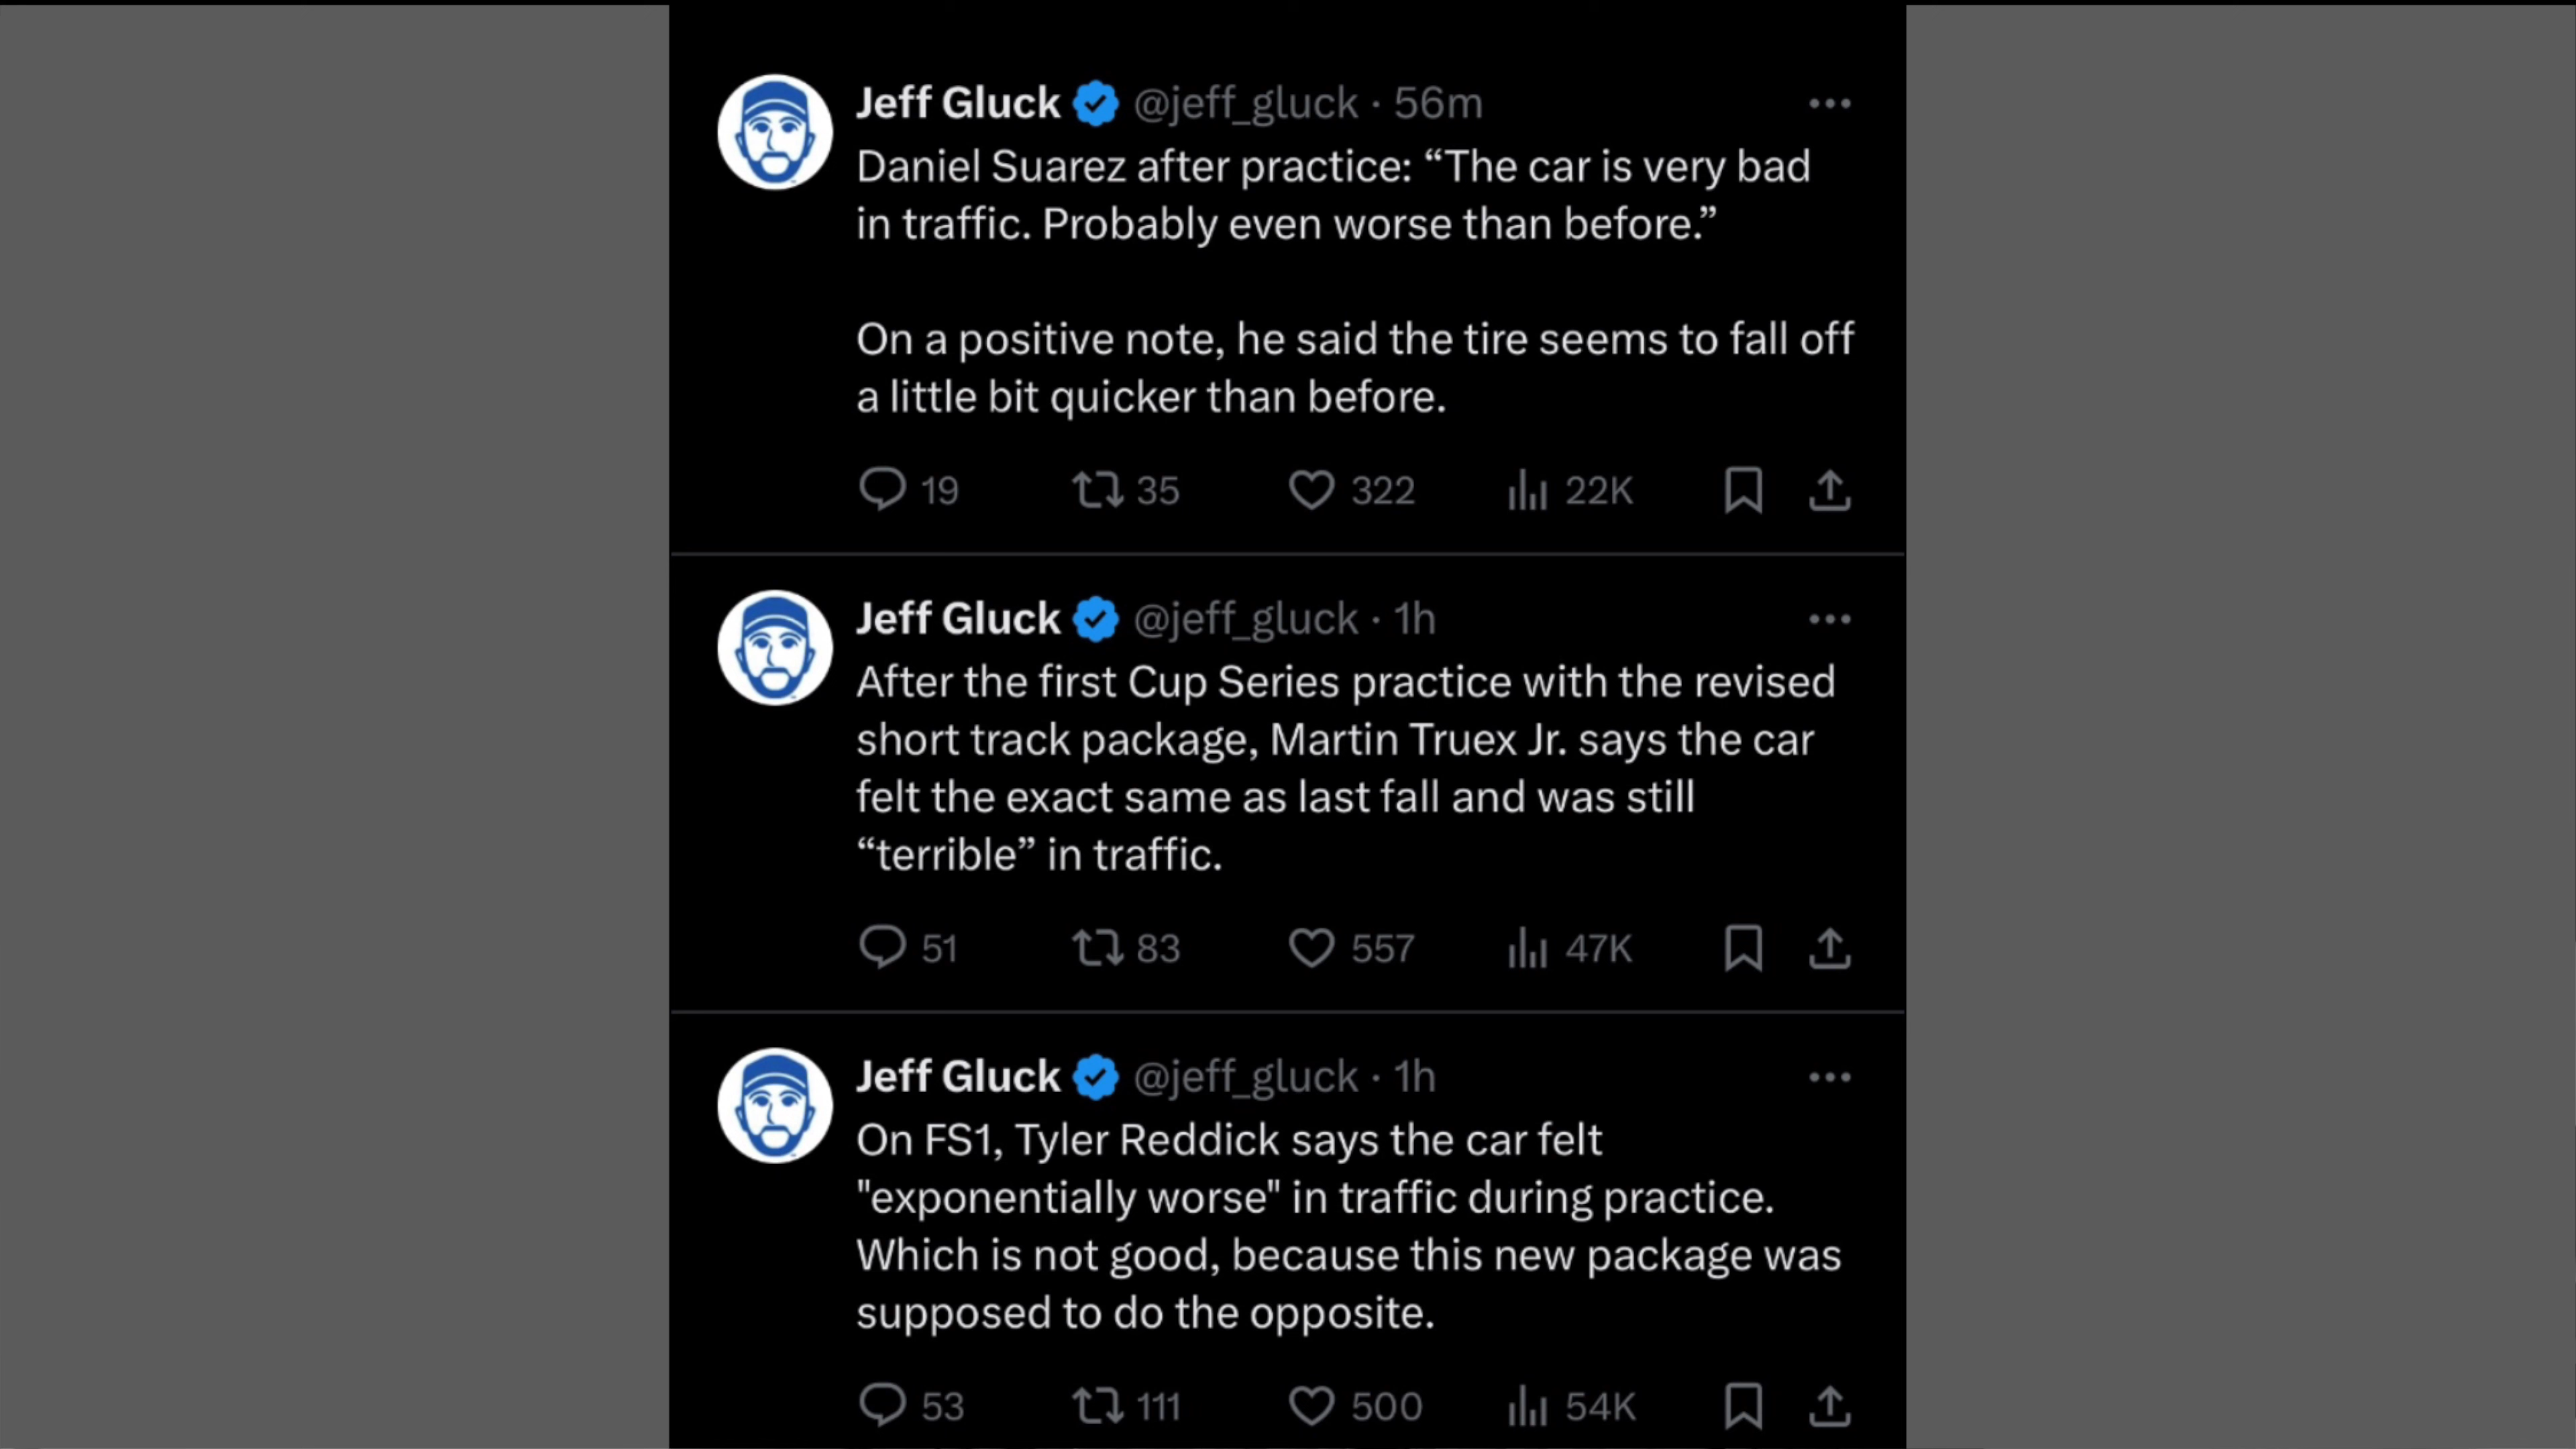 Jeff Gluck @jeff_gluck · 56m
Daniel Suarez after practice: “The car is very bad
in traffic. Probably even worse than before.”
On a positive note, he said the tire seems to fall off
a little bit quicker than before.
19 35 322 22K
Jeff Gluck @jeff_gluck · 1h
After the first Cup Series practice with the revised
short track package, Martin Truex Jr. says the car
felt the exact same as last fall and was still
“terrible” in traffic.
51 83 557 47K
Jeff Gluck @jeff_gluck · 1h
On FS1, Tyler Reddick says the car felt
"exponentially worse" in traffic during practice.
Which is not good, because this new package was
supposed to do the opposite.
53 111 500 54K